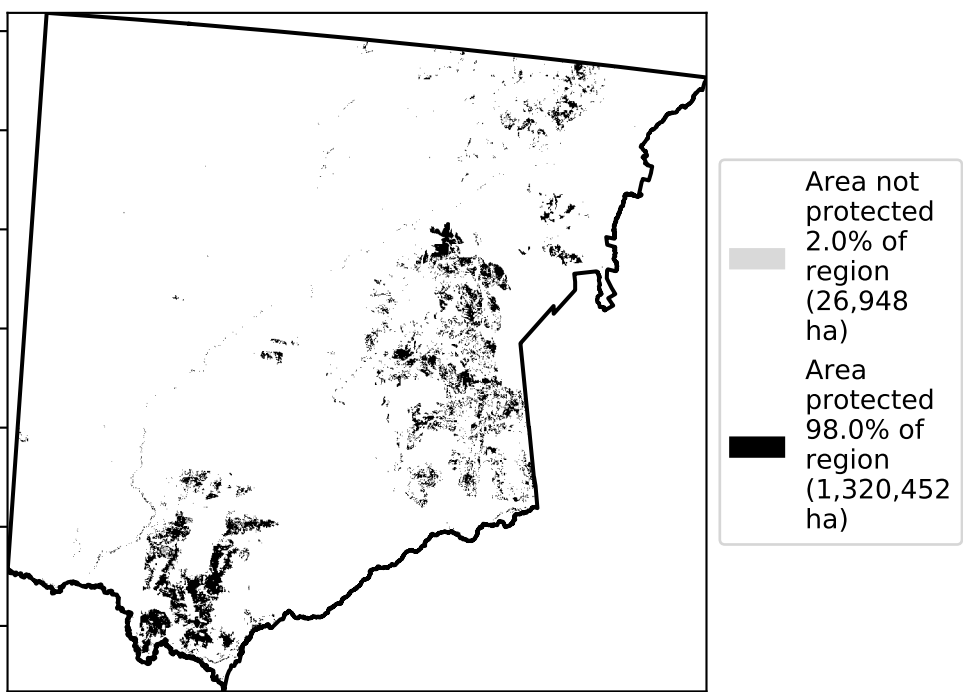 Area not
protected
2.0% of
region
(26,948
ha)
Area
protected
98.0% of
region
(1,320,452
ha)